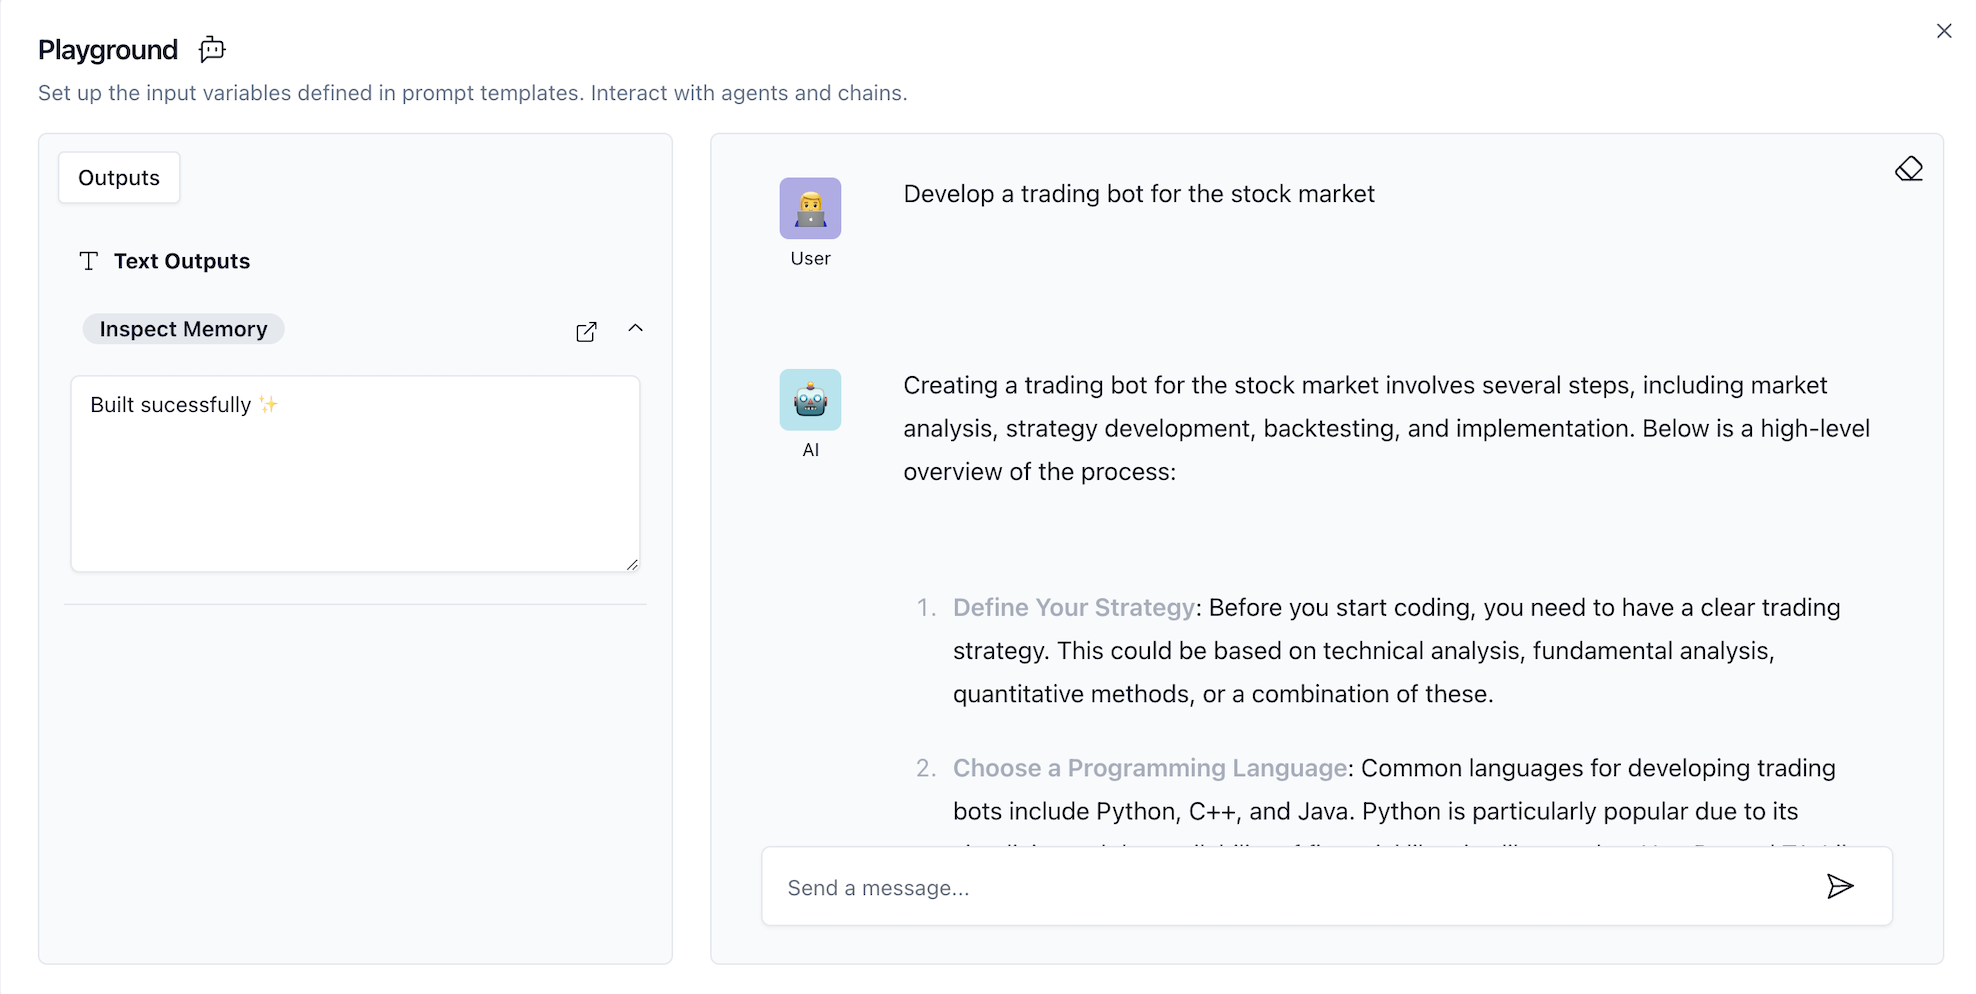 Playground
Set up the input variables defined in prompt templates. Interact with agents and chains.
Outputs
Text Outputs
Inspect Memory
Built sucessfully ✨
Develop a trading bot for the stock market
User
Creating a trading bot for the stock market involves several steps, including market
analysis, strategy development, backtesting, and implementation. Below is a high-level
overview of the process:
AI
1. Define Your Strategy: Before you start coding, you need to have a clear trading
strategy. This could be based on technical analysis, fundamental analysis,
quantitative methods, or a combination of these.
2. Choose a Programming Language: Common languages for developing trading
bots include Python, C++, and Java. Python is particularly popular due to its
Send a message...